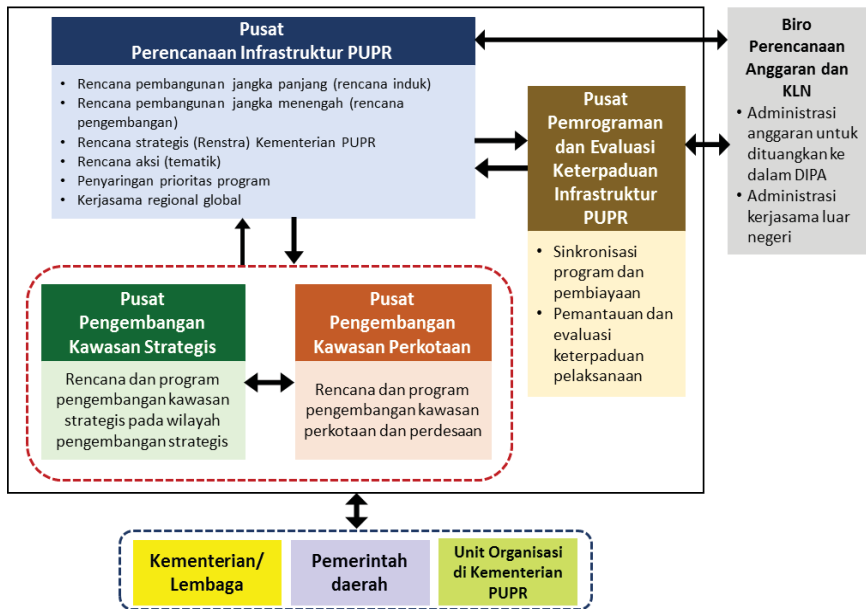 Pusat
Perencanaan Infrastruktur PUPR
• Rencana pembangunan jangka panjang (rencana induk)
• Rencana pembangunan jangka menengah (rencana
pengembangan)
• Rencana strategis (Renstra) Kementerian PUPR
• Rencana aksi (tematik)
• Penyaringan prioritas program
• Kerjasama regional global
Pusat
Pemrograman
dan Evaluasi
Keterpaduan
Infrastruktur
PUPR
• Sinkronisasi
program dan
pembiayaan
• Pemantauan dan
evaluasi
keterpaduan
pelaksanaan
Biro
Perencanaan
Anggaran dan
KLN
• Administrasi
anggaran untuk
dituangkan ke
dalam DIPA
• Administrasi
kerjasama luar
negeri
Pusat
Pengembangan
Kawasan Strategis
Rencana dan program
pengembangan kawasan
strategis pada wilayah
pengembangan strategis
Pusat
Pengembangan
Kawasan Perkotaan
Rencana dan program
pengembangan kawasan
perkotaan dan perdesaan
Kementerian/
Lembaga
Pemerintah
daerah
Unit Organisasi
di Kementerian
PUPR